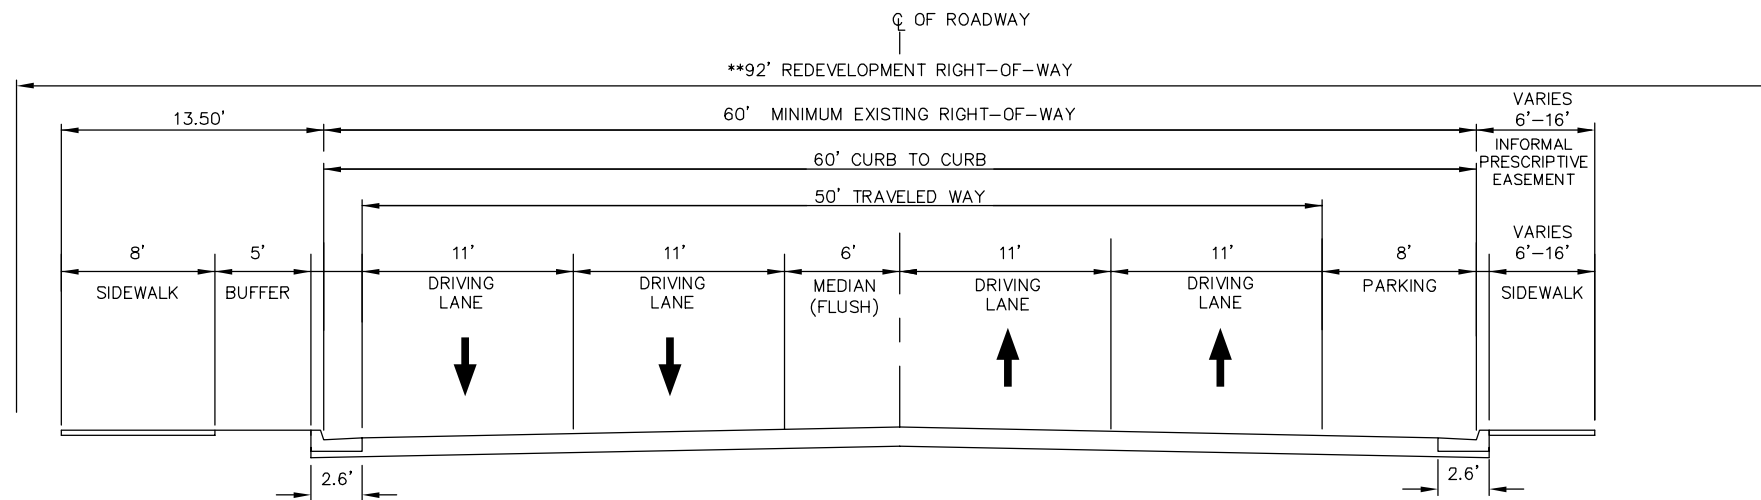 ℄ OF ROADWAY
**92' REDEVELOPMENT RIGHT-OF-WAY
13.50'
60' MINIMUM EXISTING RIGHT-OF-WAY
VARIES
6'-16'
INFORMAL
PRESCRIPTIVE
EASEMENT
60' CURB TO CURB
50' TRAVELED WAY
8'
SIDEWALK
5'
BUFFER
11'
DRIVING
LANE
11'
DRIVING
LANE
6'
MEDIAN
(FLUSH)
11'
DRIVING
LANE
11'
DRIVING
LANE
8'
PARKING
VARIES
6'-16'
SIDEWALK
2.6'
2.6'